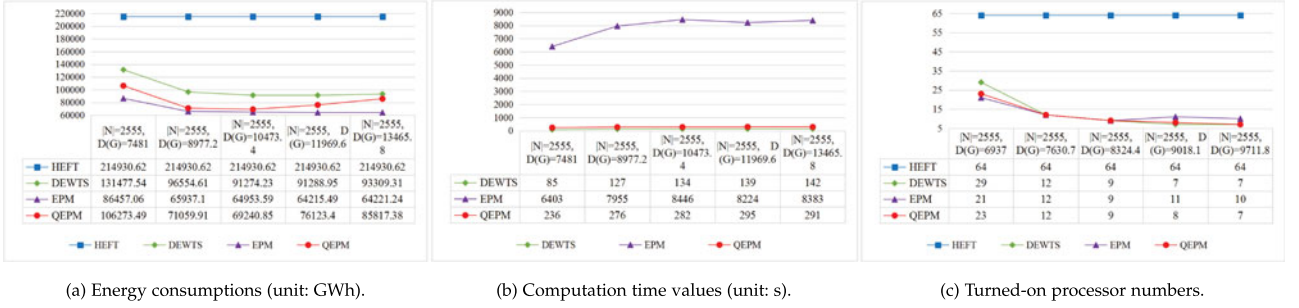 220000
200000
180000
160000
140000
120000
100000
80000
60000
|N|=2555, D(G)=7481
|N|=2555, D(G)=8977.2
|N|=2555, D(G)=10473.4
|N|=2555, D(G)=11969.6
|N|=2555, D(G)=13465.8
HEFT 214930.62 214930.62 214930.62 214930.62 214930.62
DEWTS 131477.54 96554.61 91274.23 91288.95 93309.31
EPM 86457.06 65937.1 64953.59 64215.49 64221.24
QEPM 106273.49 71059.91 69240.85 76123.4 85817.38
HEFT DEWTS EPM QEPM
(a) Energy consumptions (unit: GWh).
9000
8000
7000
6000
5000
4000
3000
2000
1000
0
|N|=2555, D(G)=7481
|N|=2555, D(G)=8977.2
|N|=2555, D(G)=10473.4
|N|=2555, D(G)=11969.6
|N|=2555, D(G)=13465.8
DEWTS 85 127 134 139 142
EPM 6403 7955 8446 8224 8383
QEPM 236 276 282 295 291
DEWTS EPM QEPM
(b) Computation time values (unit: s).
65
55
45
35
25
15
5
|N|=2555, D(G)=6937
|N|=2555, D(G)=7630.7
|N|=2555, D(G)=8324.4
|N|=2555, D(G)=9018.1
|N|=2555, D(G)=9711.8
HEFT 64 64 64 64 64
DEWTS 29 12 9 7 7
EPM 21 12 9 11 10
QEPM 23 12 9 8 7
HEFT DEWTS EPM QEPM
(c) Turned-on processor numbers.